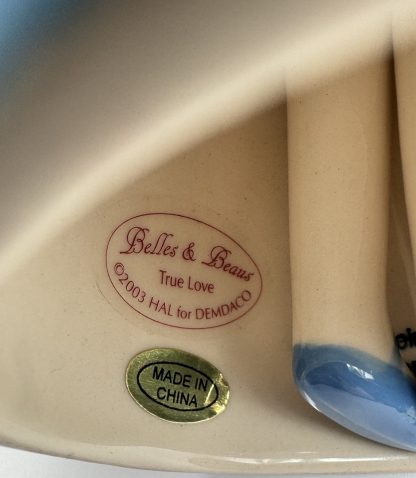 Belles & Beaus
True Love
©2003 HAL for DEMDACO
MADE IN
CHINA